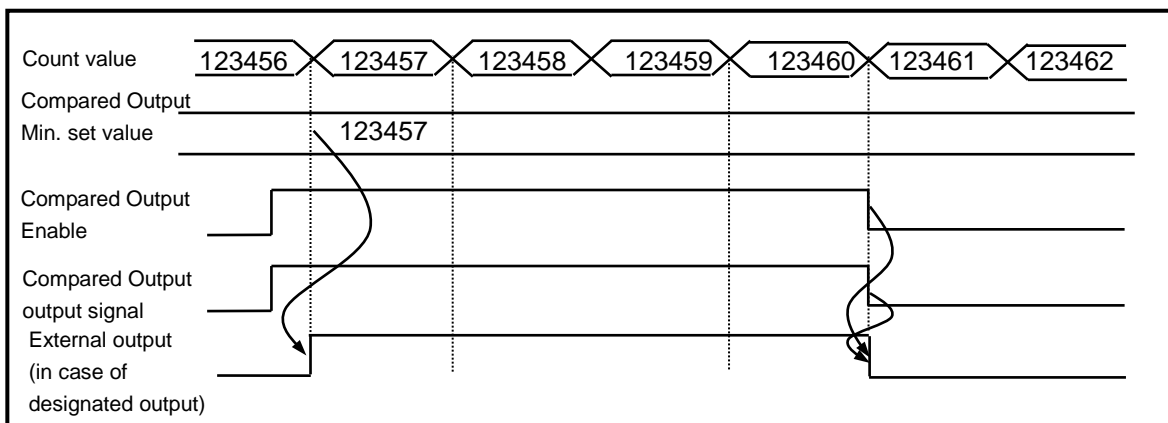 Count value 123456 123457 123458 123459 123460 123461 123462
Compared Output
Min. set value 123457
Compared Output
Enable
Compared Output
output signal
External output
(in case of
designated output)